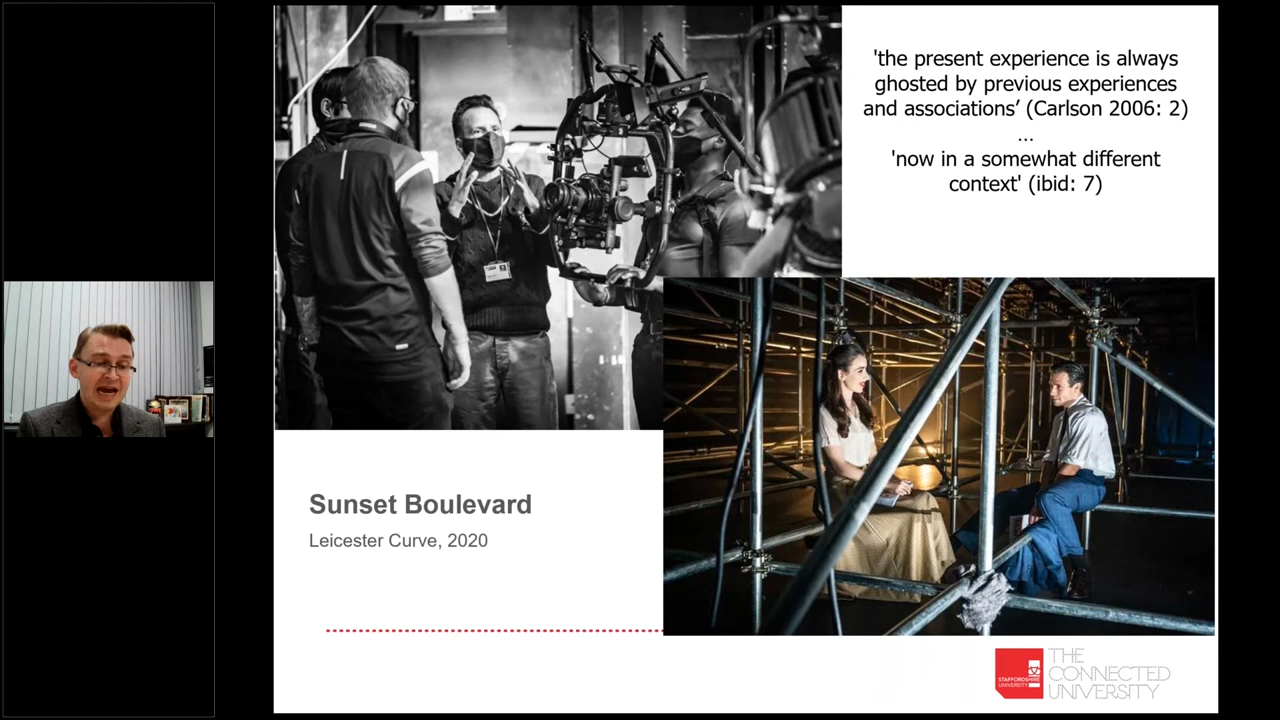 'the present experience is always
ghosted by previous experiences
and associations’ (Carlson 2006: 2)
...
'now in a somewhat different
context' (ibid: 7)
Sunset Boulevard
Leicester Curve, 2020
STAFFORDSHIRE
UNIVERSITY
THE
CONNECTED
UNIVERSITY